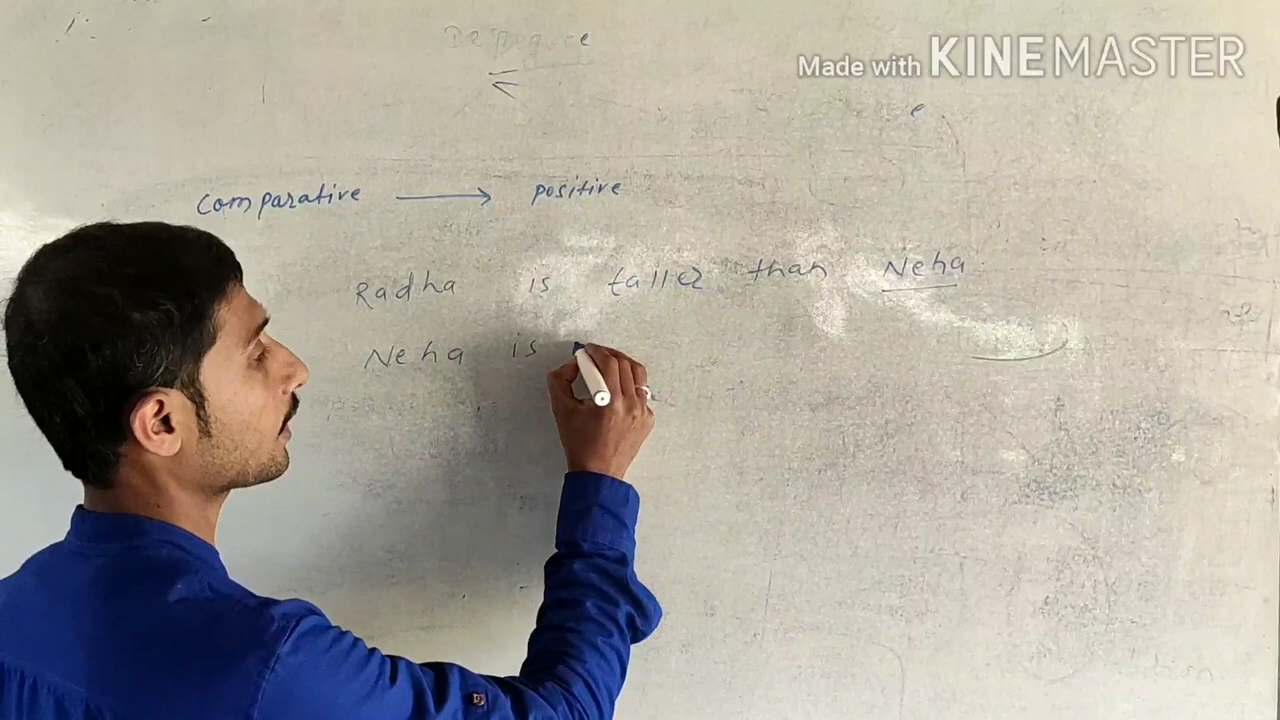 Made with KINEMASTER
comparative → positive
Radha is taller than Neha
Neha is